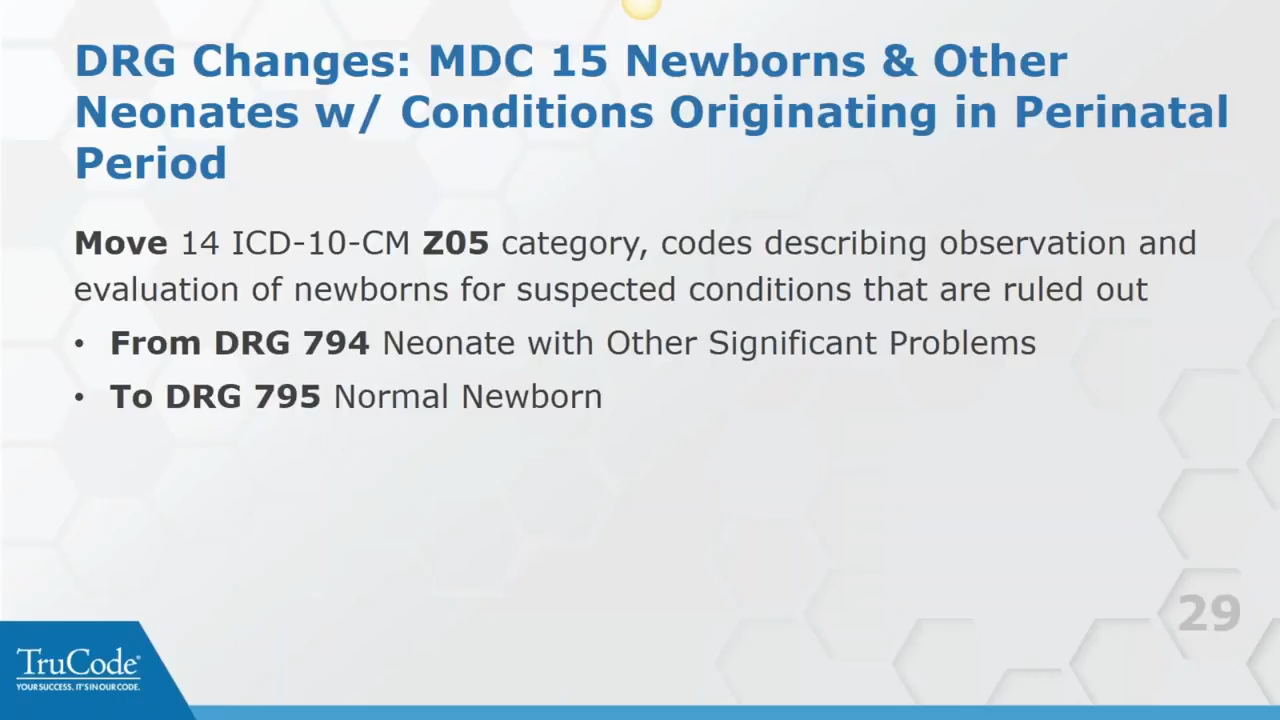 DRG Changes: MDC 15 Newborns & Other
Neonates w/ Conditions Originating in Perinatal
Period
Move 14 ICD-10-CM Z05 category, codes describing observation and
evaluation of newborns for suspected conditions that are ruled out
• From DRG 794 Neonate with Other Significant Problems
• To DRG 795 Normal Newborn
29
TruCode®
YOUR SUCCESS. IT'S IN OUR CODE.